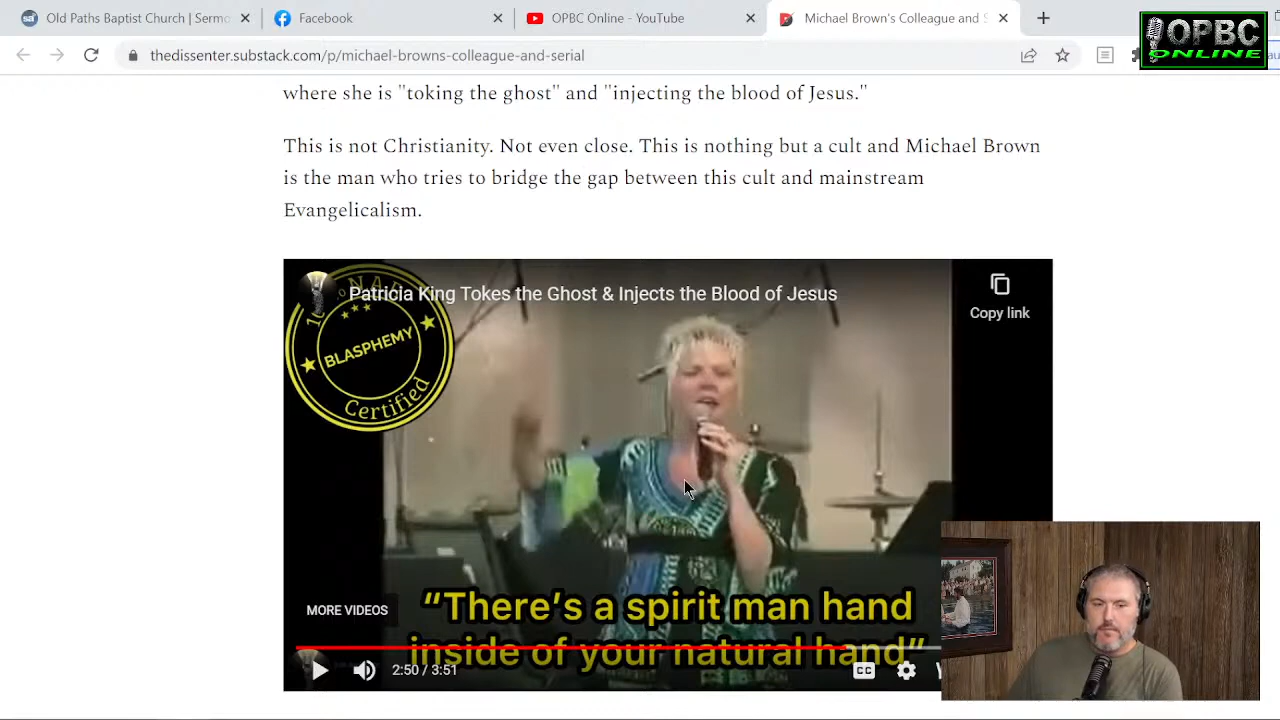 Old Paths Baptist Church | Sermo
Facebook
OPBC Online - YouTube
Michael Brown's Colleague and S
OPBC
ONLINE
thedissenter.substack.com/p/michael-browns-colleague-and-serial
where she is "toking the ghost" and "injecting the blood of Jesus."
This is not Christianity. Not even close. This is nothing but a cult and Michael Brown
is the man who tries to bridge the gap between this cult and mainstream
Evangelicalism.
Patricia King Tokes the Ghost & Injects the Blood of Jesus
Copy link
BLASPHEMY
Certified
MORE VIDEOS
“There’s a spirit man hand
inside of your natural hand”
2:50 / 3:51
CC